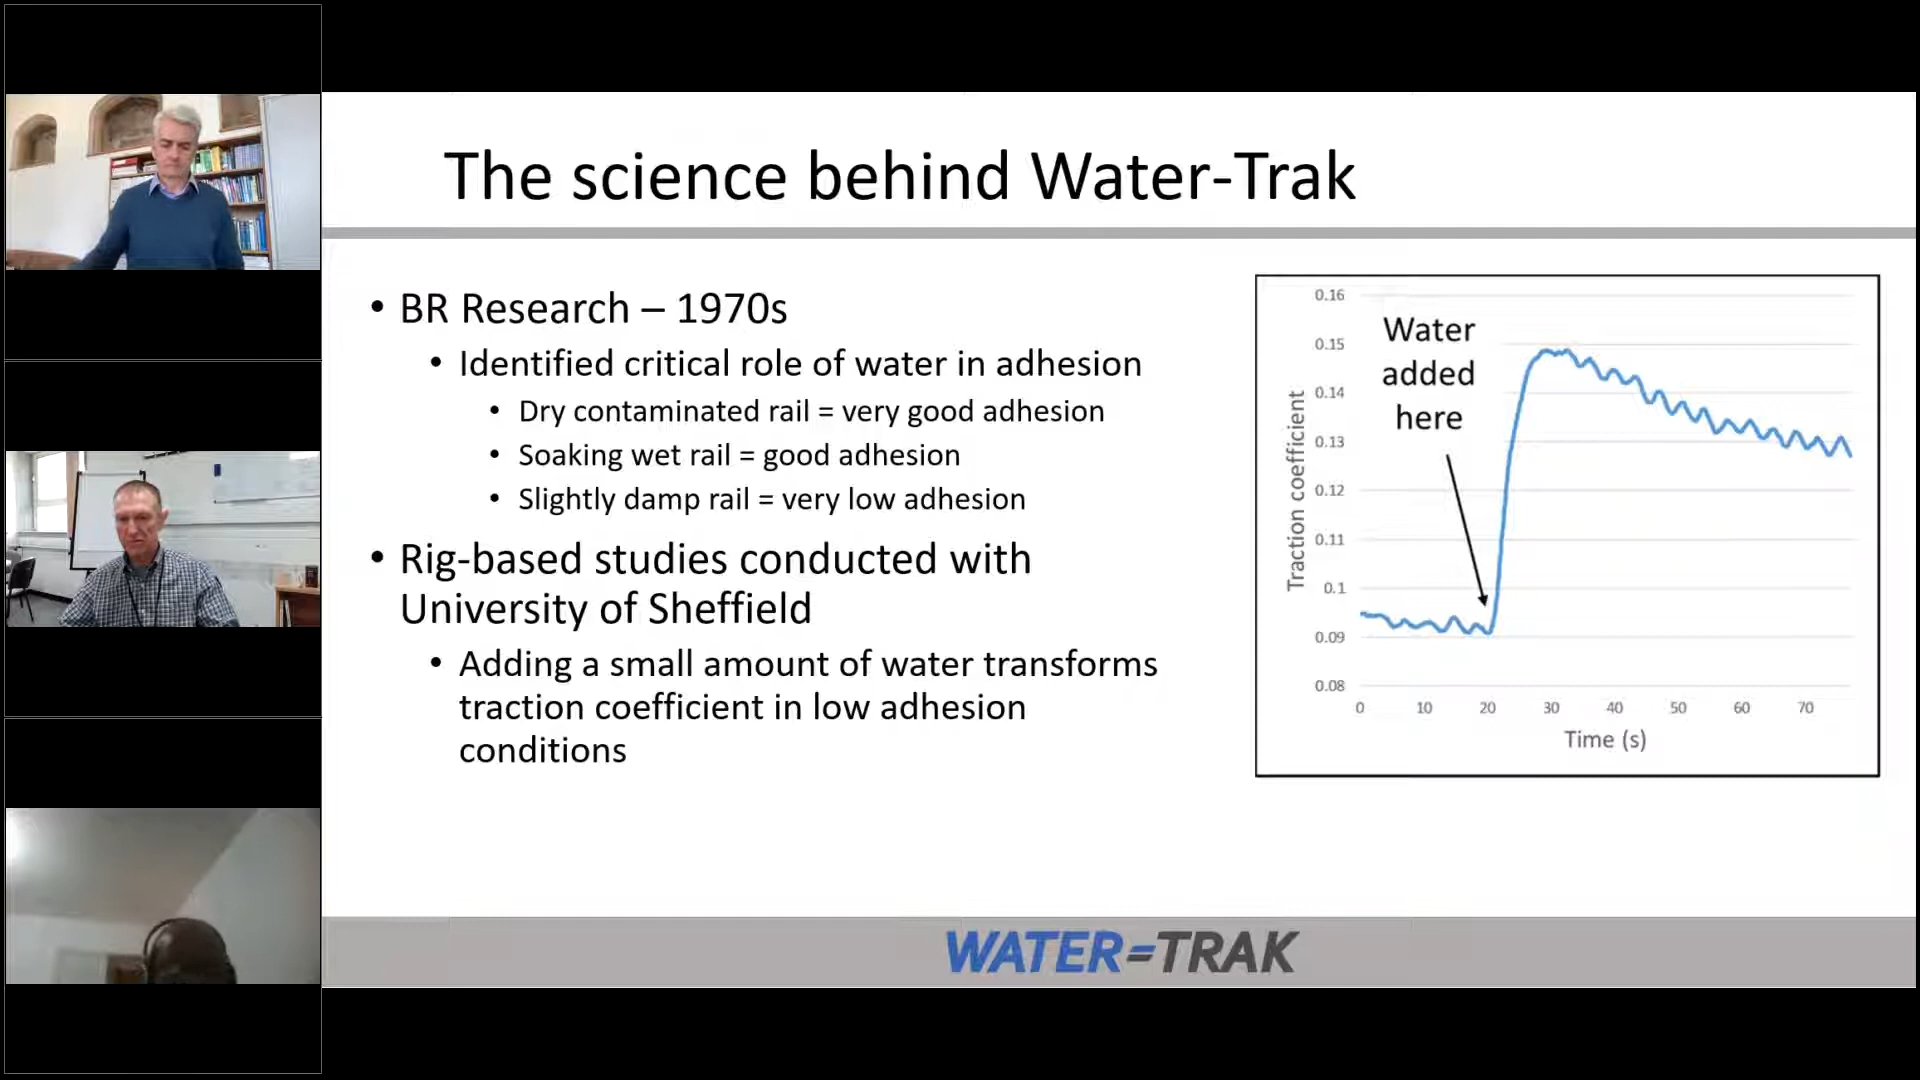 The science behind Water-Trak
• BR Research – 1970s
• Identified critical role of water in adhesion
• Dry contaminated rail = very good adhesion
• Soaking wet rail = good adhesion
• Slightly damp rail = very low adhesion
• Rig-based studies conducted with
University of Sheffield
• Adding a small amount of water transforms
traction coefficient in low adhesion
conditions
Water
added
here
Traction coefficient
0.16
0.15
0.14
0.13
0.12
0.11
0.1
0.09
0.08
0 10 20 30 40 50 60 70
Time (s)
WATER=TRAK